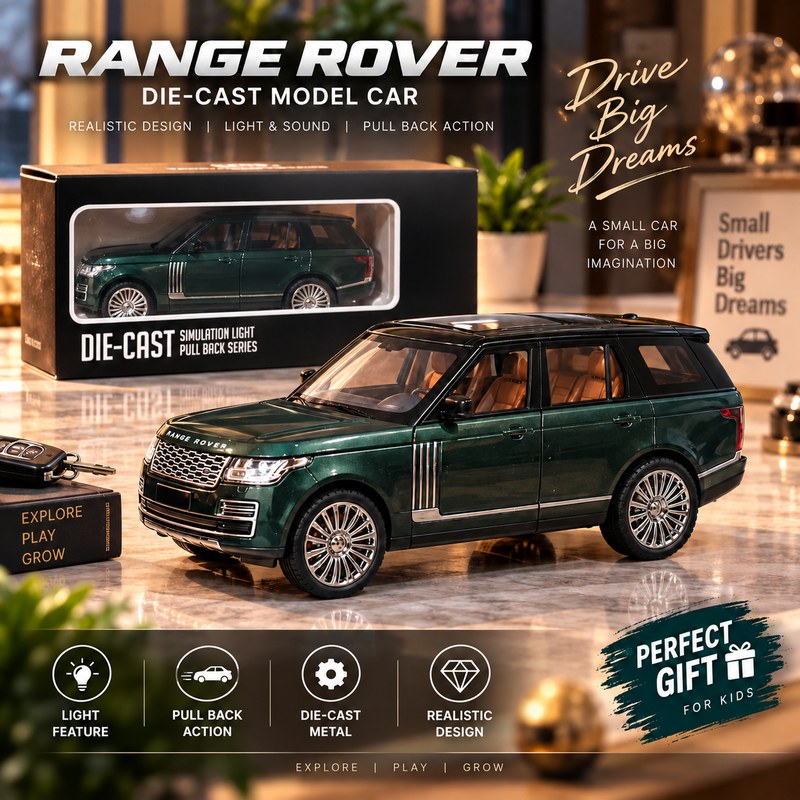 RANGE ROVER
DIE-CAST MODEL CAR
REALISTIC DESIGN | LIGHT & SOUND | PULL BACK ACTION
Drive
Big
Dreams
A SMALL CAR
FOR A BIG
IMAGINATION
Small
Drivers
Big
Dreams
DIE-CAST SIMULATION LIGHT
PULL BACK SERIES
RANGE ROVER
EXPLORE
PLAY
GROW
PERFECT
GIFT
FOR KIDS
LIGHT
FEATURE
PULL BACK
ACTION
DIE-CAST
METAL
REALISTIC
DESIGN
EXPLORE | PLAY | GROW